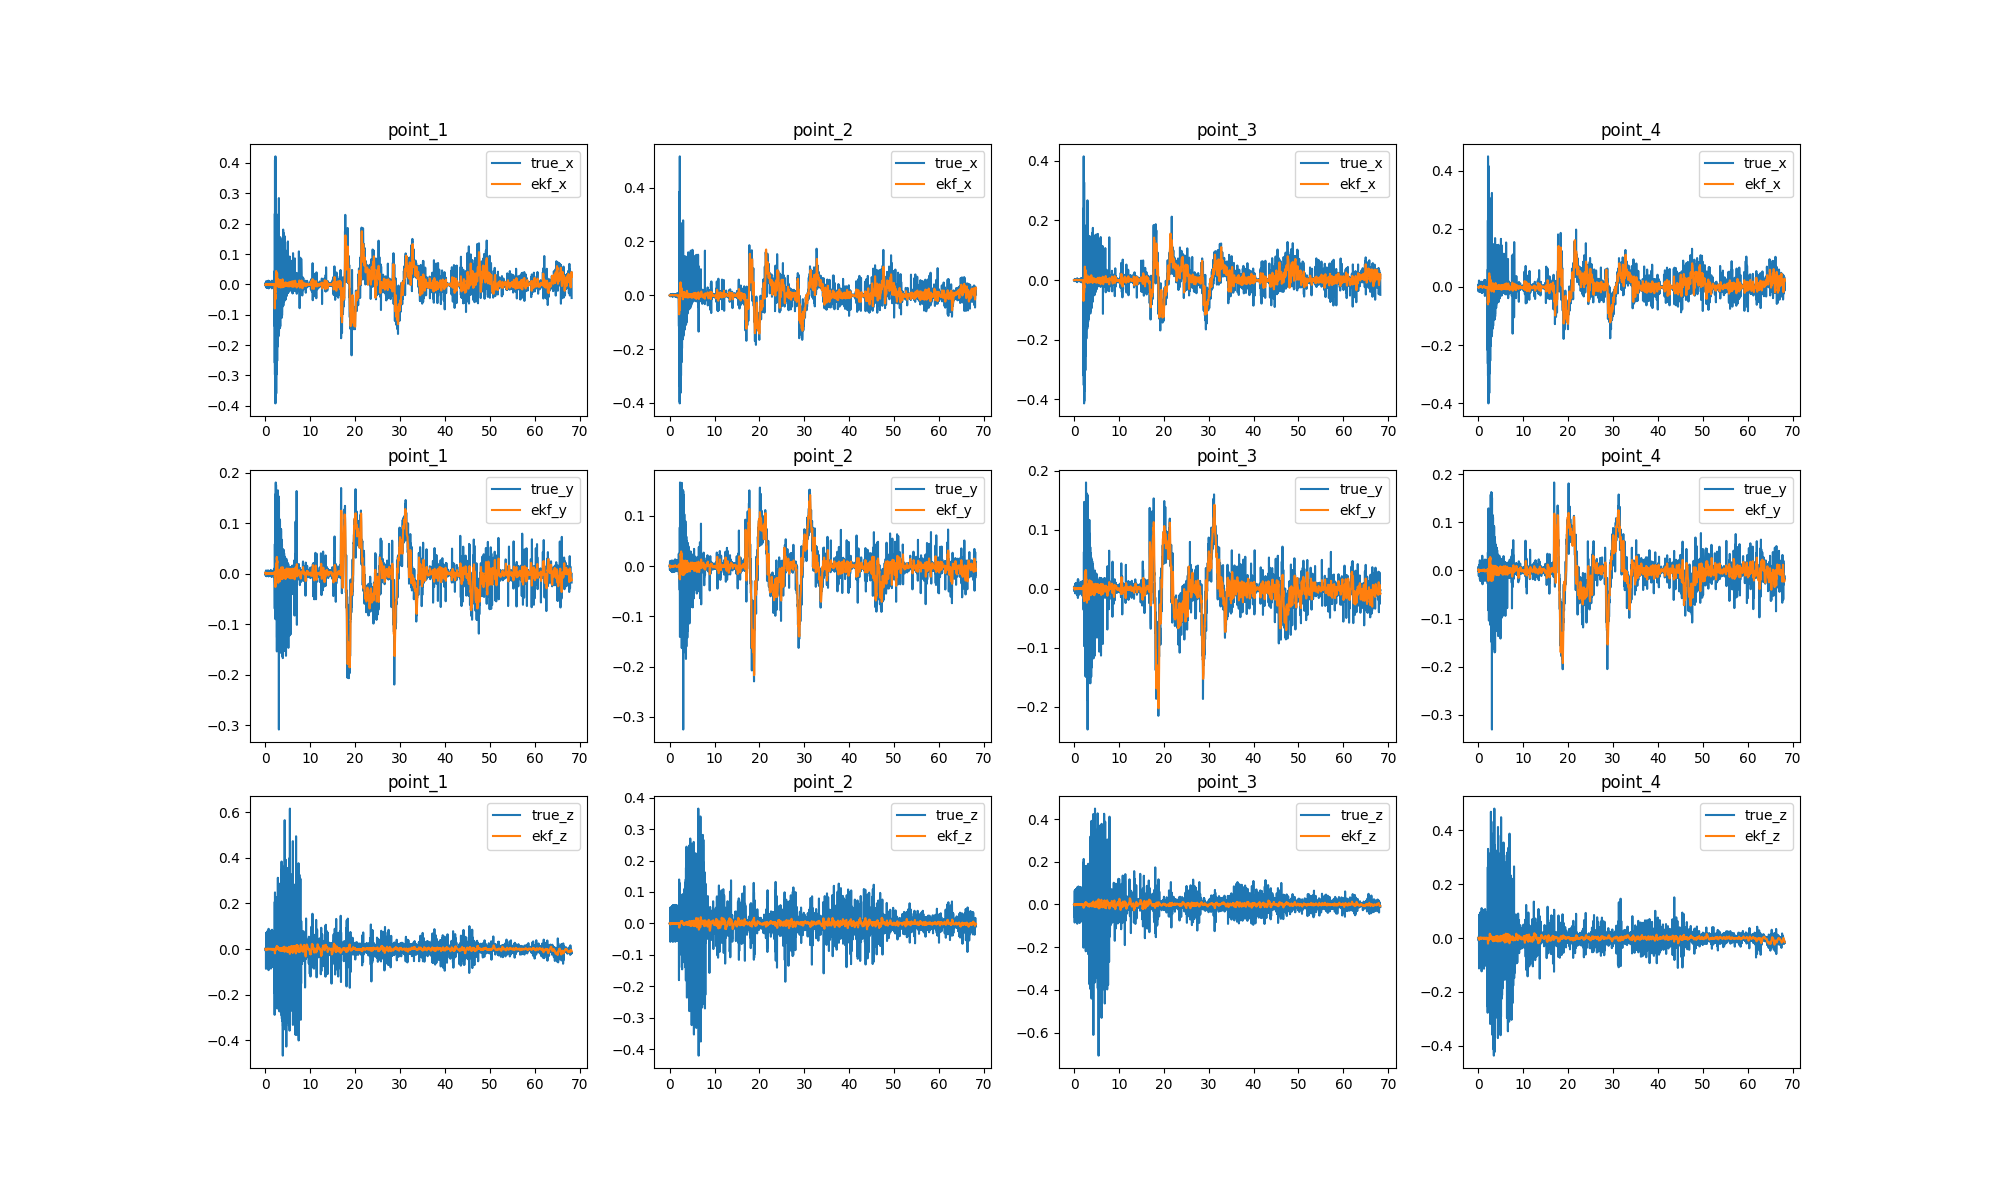 point_1 point_2 point_3 point_4
0.4 0.3 0.2 0.1 0.0 −0.1 −0.2 −0.3 −0.4
true_x
ekf_x
0 10 20 30 40 50 60 70
0.4 0.2 0.0 −0.2 −0.4
true_x
ekf_x
0 10 20 30 40 50 60 70
0.4 0.2 0.0 −0.2 −0.4
true_x
ekf_x
0 10 20 30 40 50 60 70
0.4 0.2 0.0 −0.2 −0.4
true_x
ekf_x
0 10 20 30 40 50 60 70
point_1 point_2 point_3 point_4
0.2 0.1 0.0 −0.1 −0.2 −0.3
true_y
ekf_y
0 10 20 30 40 50 60 70
0.1 0.0 −0.1 −0.2 −0.3
true_y
ekf_y
0 10 20 30 40 50 60 70
0.2 0.1 0.0 −0.1 −0.2
true_y
ekf_y
0 10 20 30 40 50 60 70
0.2 0.1 0.0 −0.1 −0.2 −0.3
true_y
ekf_y
0 10 20 30 40 50 60 70
point_1 point_2 point_3 point_4
0.6 0.4 0.2 0.0 −0.2 −0.4
true_z
ekf_z
0 10 20 30 40 50 60 70
0.4 0.3 0.2 0.1 0.0 −0.1 −0.2 −0.3 −0.4
true_z
ekf_z
0 10 20 30 40 50 60 70
0.4 0.2 0.0 −0.2 −0.4 −0.6
true_z
ekf_z
0 10 20 30 40 50 60 70
0.4 0.2 0.0 −0.2 −0.4
true_z
ekf_z
0 10 20 30 40 50 60 70